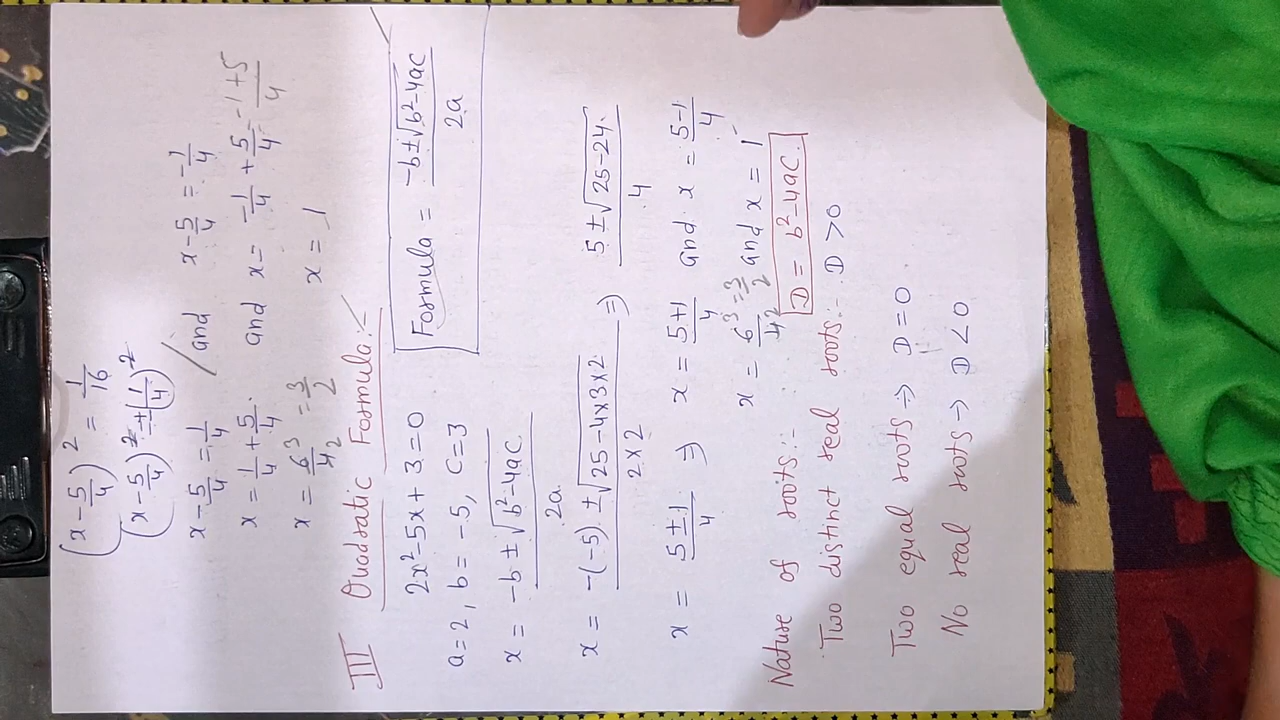 (x - 5/4)² = 1/16
(x - 5/4)² = ±(1/4)²
x - 5/4 = 1/4 and x - 5/4 = -1/4
x = 1/4 + 5/4 and x = -1/4 + 5/4 = -1+5/4
x = 6³/4₂ = 3/2 x = 1
III Quadratic Formula:-
2x² - 5x + 3 = 0 Formula = -b ± √b² - 4ac / 2a
a = 2, b = -5, c = 3
x = -b ± √b² - 4ac / 2a
x = -(-5) ± √25 - 4×3×2 / 2×2 ⇒ 5 ± √25 - 24 / 4
x = 5 ± 1 / 4 ⇒ x = 5+1/4 and x = 5-1/4
x = 6³/4₂ = 3/2 and x = 1
Nature of roots:- D = b² - 4ac.
Two distinct real roots:- D > 0
Two equal roots → D = 0.
No real roots → D < 0